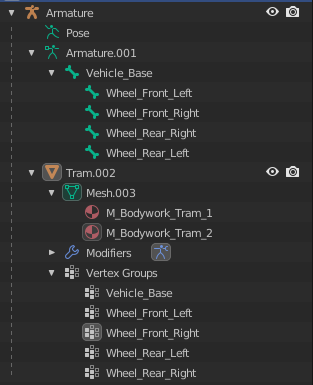 Armature
Pose
Armature.001
Vehicle_Base
Wheel_Front_Left
Wheel_Front_Right
Wheel_Rear_Right
Wheel_Rear_Left
Tram.002
Mesh.003
M_Bodywork_Tram_1
M_Bodywork_Tram_2
Modifiers
Vertex Groups
Vehicle_Base
Wheel_Front_Left
Wheel_Front_Right
Wheel_Rear_Left
Wheel_Rear_Right